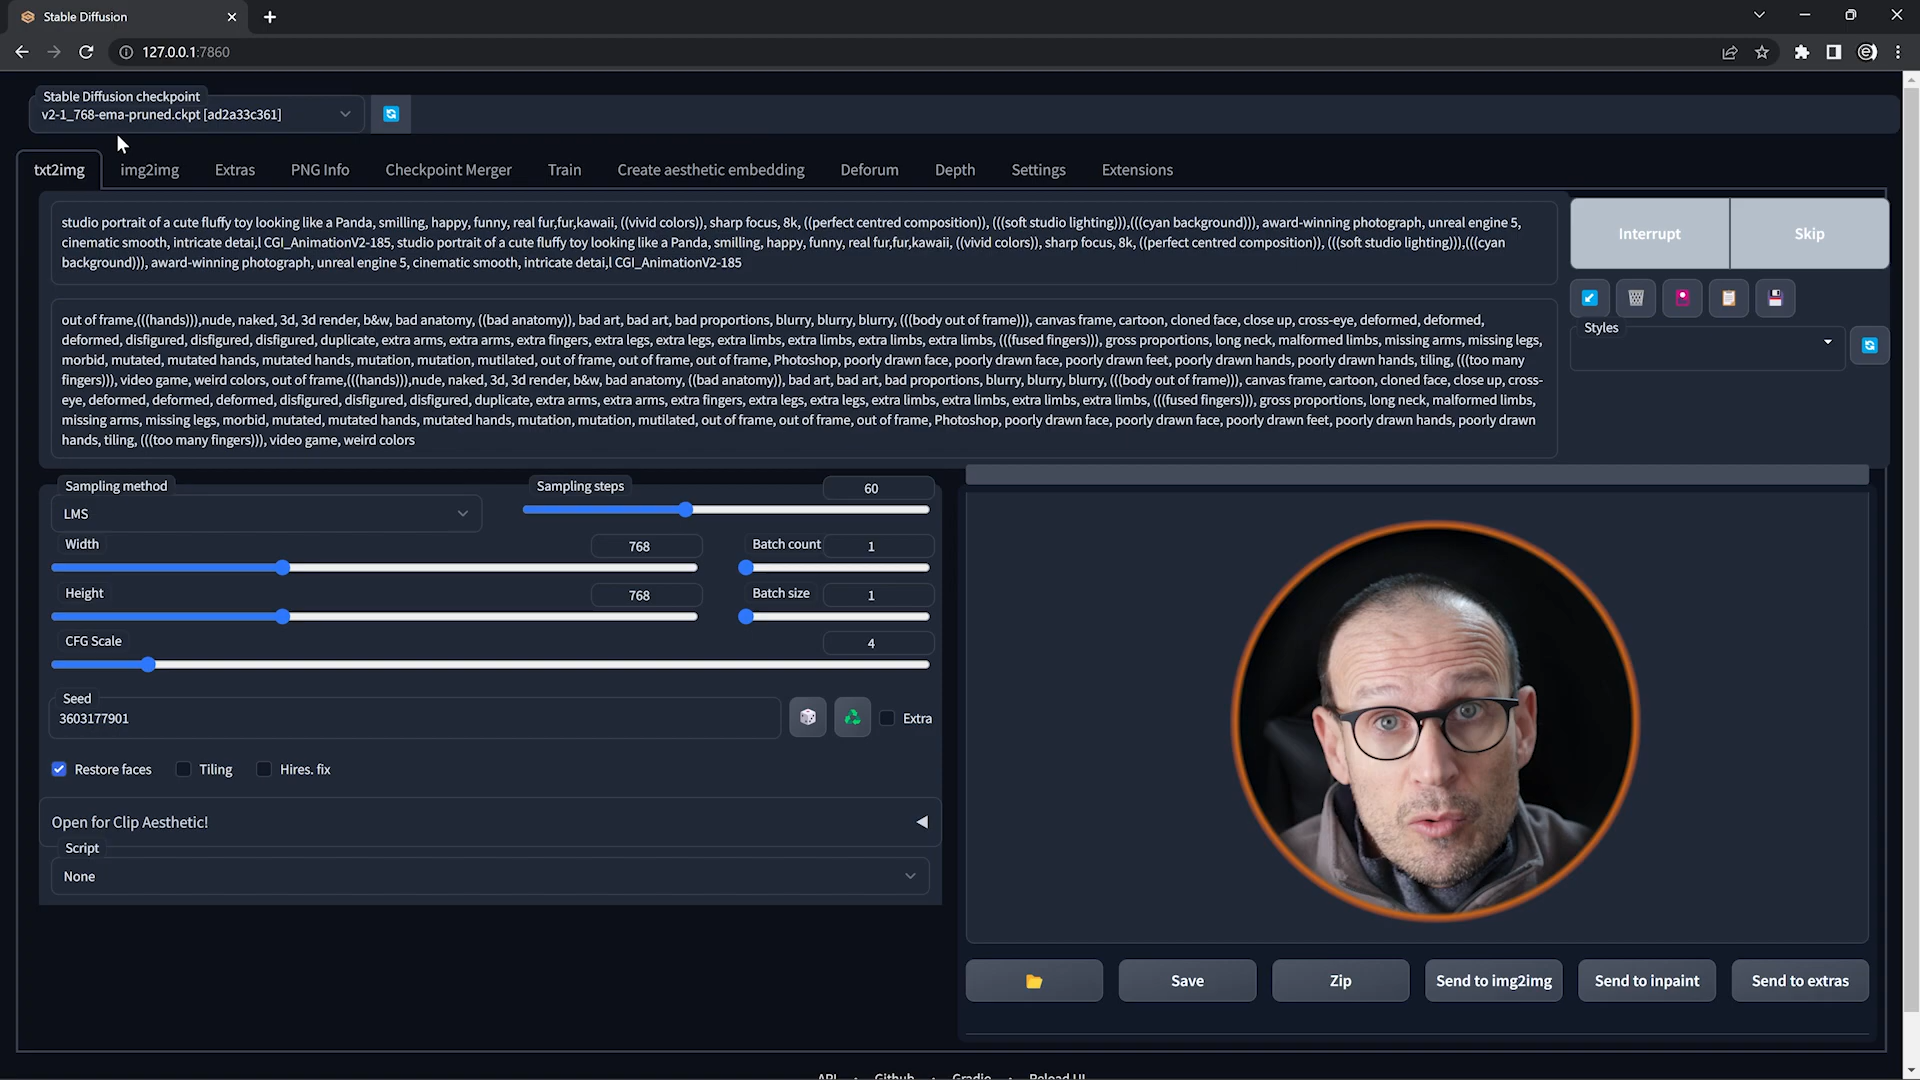 Stable Diffusion
127.0.0.1:7860
Stable Diffusion checkpoint
v2-1_768-ema-pruned.ckpt [ad2a33c361]
txt2img
img2img
Extras
PNG Info
Checkpoint Merger
Train
Create aesthetic embedding
Deforum
Depth
Settings
Extensions
studio portrait of a cute fluffy toy looking like a Panda, smilling, happy, funny, real fur,fur,kawaii, ((vivid colors)), sharp focus, 8k, ((perfect centred composition)), (((soft studio lighting))),(((cyan background))), award-winning photograph, unreal engine 5,
cinematic smooth, intricate detai,l CGI_AnimationV2-185, studio portrait of a cute fluffy toy looking like a Panda, smilling, happy, funny, real fur,fur,kawaii, ((vivid colors)), sharp focus, 8k, ((perfect centred composition)), (((soft studio lighting))),(((cyan
background))), award-winning photograph, unreal engine 5, cinematic smooth, intricate detai,l CGI_AnimationV2-185
Interrupt
Skip
out of frame,(((hands))),nude, naked, 3d, 3d render, b&w, bad anatomy, ((bad anatomy)), bad art, bad art, bad proportions, blurry, blurry, blurry, (((body out of frame))), canvas frame, cartoon, cloned face, close up, cross-eye, deformed, deformed,
deformed, disfigured, disfigured, disfigured, duplicate, extra arms, extra arms, extra fingers, extra legs, extra legs, extra limbs, extra limbs, extra limbs, extra limbs, (((fused fingers))), gross proportions, long neck, malformed limbs, missing arms, missing legs,
morbid, mutated, mutated hands, mutated hands, mutation, mutation, mutilated, out of frame, out of frame, out of frame, Photoshop, poorly drawn face, poorly drawn face, poorly drawn feet, poorly drawn hands, poorly drawn hands, tiling, (((too many
fingers))), video game, weird colors, out of frame,(((hands))),nude, naked, 3d, 3d render, b&w, bad anatomy, ((bad anatomy)), bad art, bad art, bad proportions, blurry, blurry, blurry, (((body out of frame))), canvas frame, cartoon, cloned face, close up, cross-
eye, deformed, deformed, deformed, disfigured, disfigured, disfigured, duplicate, extra arms, extra arms, extra fingers, extra legs, extra legs, extra limbs, extra limbs, extra limbs, extra limbs, (((fused fingers))), gross proportions, long neck, malformed limbs,
missing arms, missing legs, morbid, mutated, mutated hands, mutated hands, mutation, mutation, mutilated, out of frame, out of frame, out of frame, Photoshop, poorly drawn face, poorly drawn face, poorly drawn feet, poorly drawn hands, poorly drawn
hands, tiling, (((too many fingers))), video game, weird colors
Styles
Sampling method
LMS
Sampling steps
60
Width
768
Batch count
1
Height
768
Batch size
1
CFG Scale
4
Seed
3603177901
Extra
Restore faces
Tiling
Hires. fix
Open for Clip Aesthetic!
Script
None
Save
Zip
Send to img2img
Send to inpaint
Send to extras
API • Github • Gradio • Reload UI